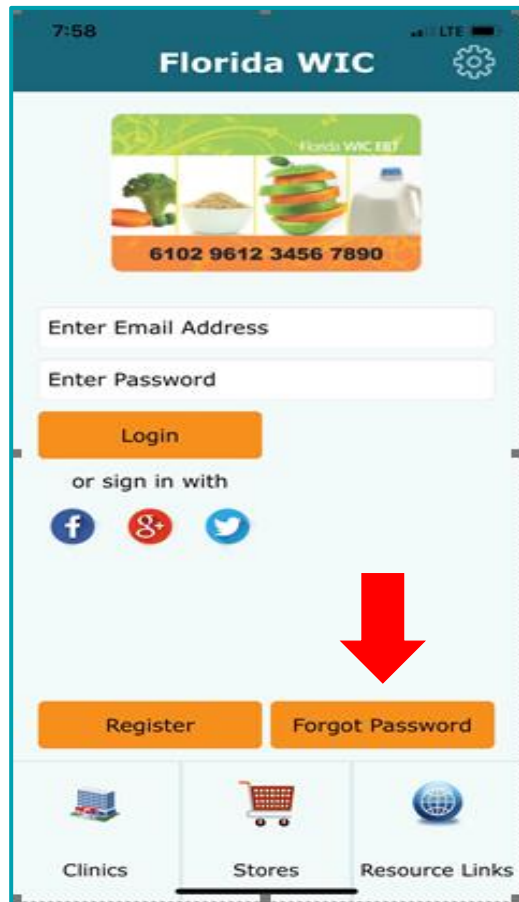 7:58 LTE
Florida WIC
Florida WIC EBT
6102 9612 3456 7890
Enter Email Address
Enter Password
Login
or sign in with
f 8+
Register Forgot Password
Clinics Stores Resource Links